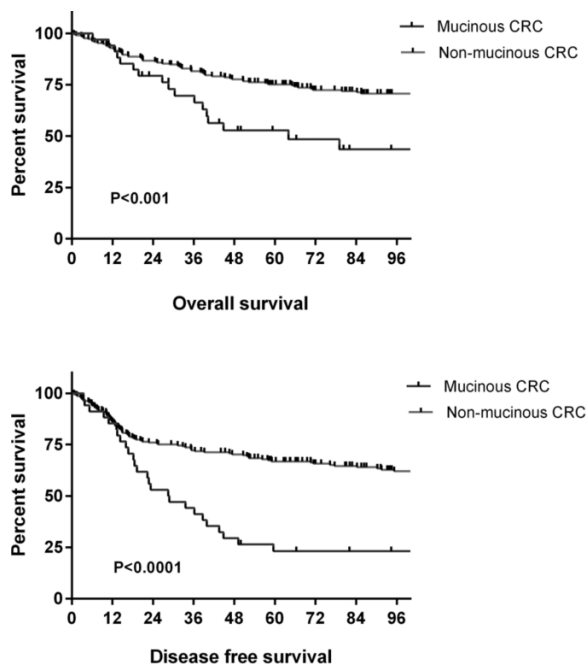 Mucinous CRC
Non-mucinous CRC
Percent survival
100
75
50
25
0
P<0.001
0 12 24 36 48 60 72 84 96
Overall survival
Mucinous CRC
Non-mucinous CRC
Percent survival
100
75
50
25
0
P<0.0001
0 12 24 36 48 60 72 84 96
Disease free survival